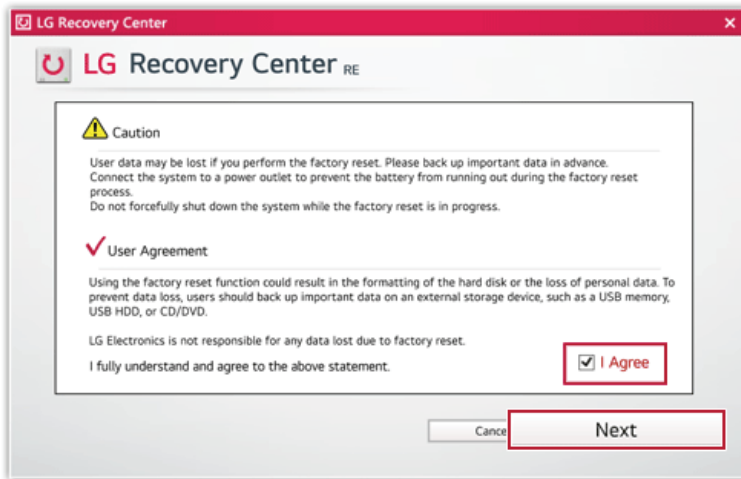 LG Recovery Center
LG Recovery Center RE
Caution
User data may be lost if you perform the factory reset. Please back up important data in advance.
Connect the system to a power outlet to prevent the battery from running out during the factory reset
process.
Do not forcefully shut down the system while the factory reset is in progress.
User Agreement
Using the factory reset function could result in the formatting of the hard disk or the loss of personal data. To
prevent data loss, users should back up important data on an external storage device, such as a USB memory,
USB HDD, or CD/DVD.
LG Electronics is not responsible for any data lost due to factory reset.
I fully understand and agree to the above statement.
I Agree
Cance
Next